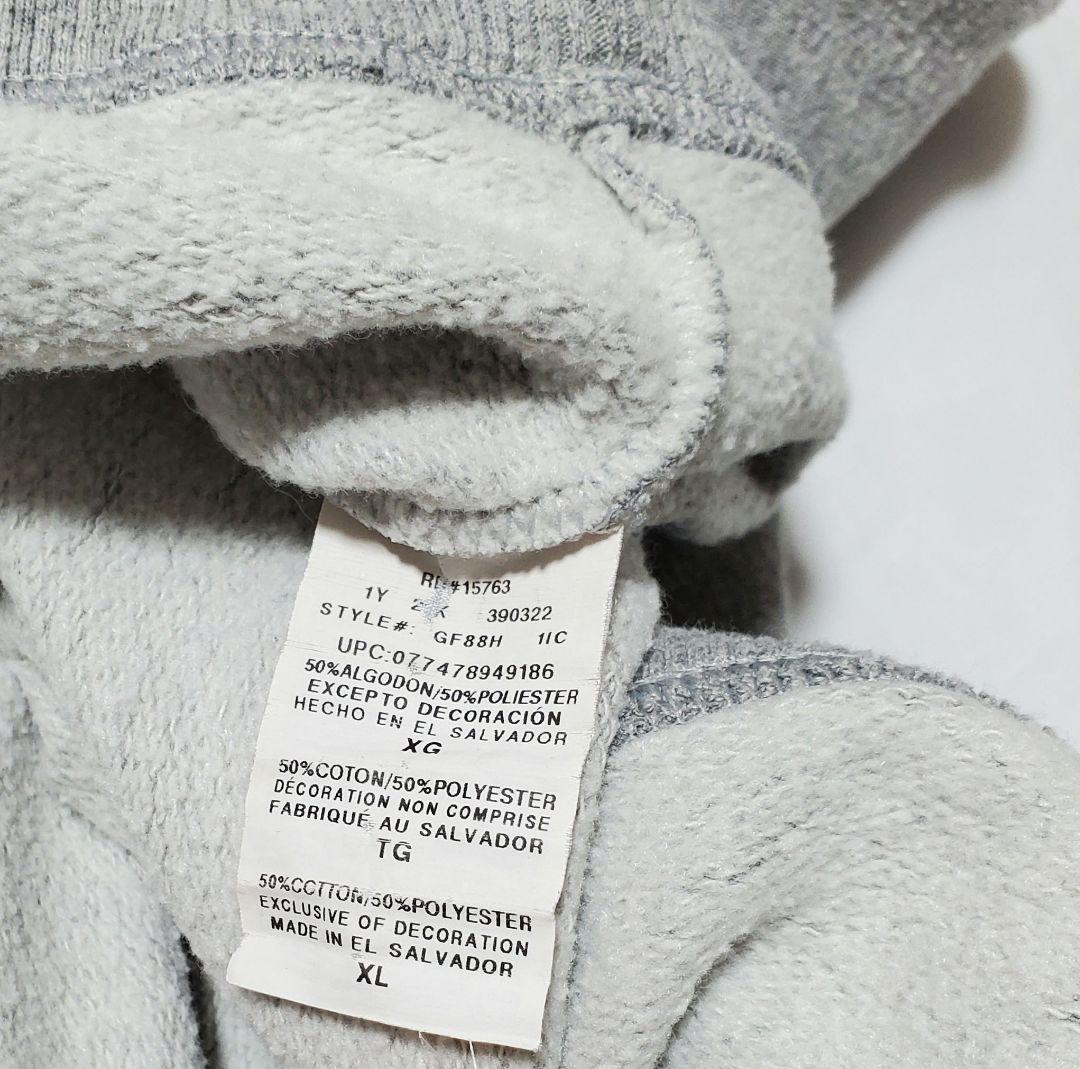 #15763
1Y 390322
STYLE#: GF88H 1IC
UPC:077478949186
50%ALGODON/50%POLIESTER
EXCEPTO DECORACIÓN
HECHO EN EL SALVADOR
XG
50%COTON/50%POLYESTER
DÉCORATION NON COMPRISE
FABRIQUÉ AU SALVADOR
TG
50%COTTON/50%POLYESTER
EXCLUSIVE OF DECORATION
MADE IN EL SALVADOR
XL